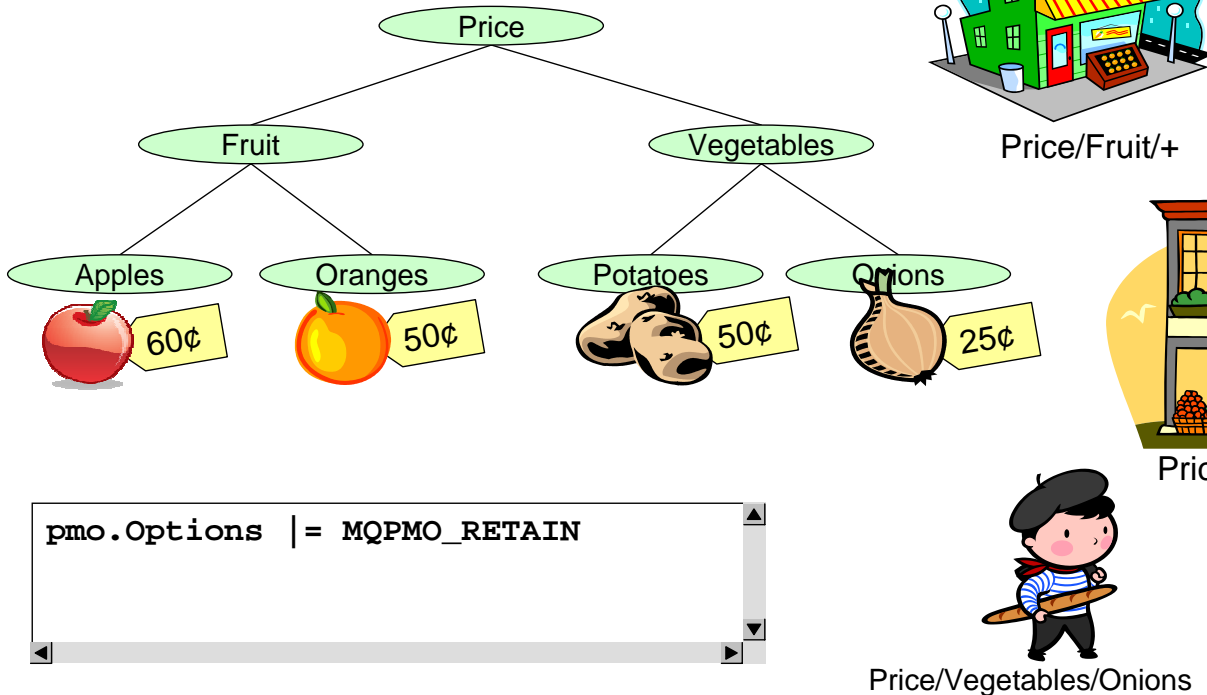 Price
Fruit
Vegetables
Price/Fruit/+
Apples
Oranges
Potatoes
Onions
60¢
50¢
50¢
25¢
pmo.Options |= MQPMO_RETAIN
Price/Vegetables/Onions